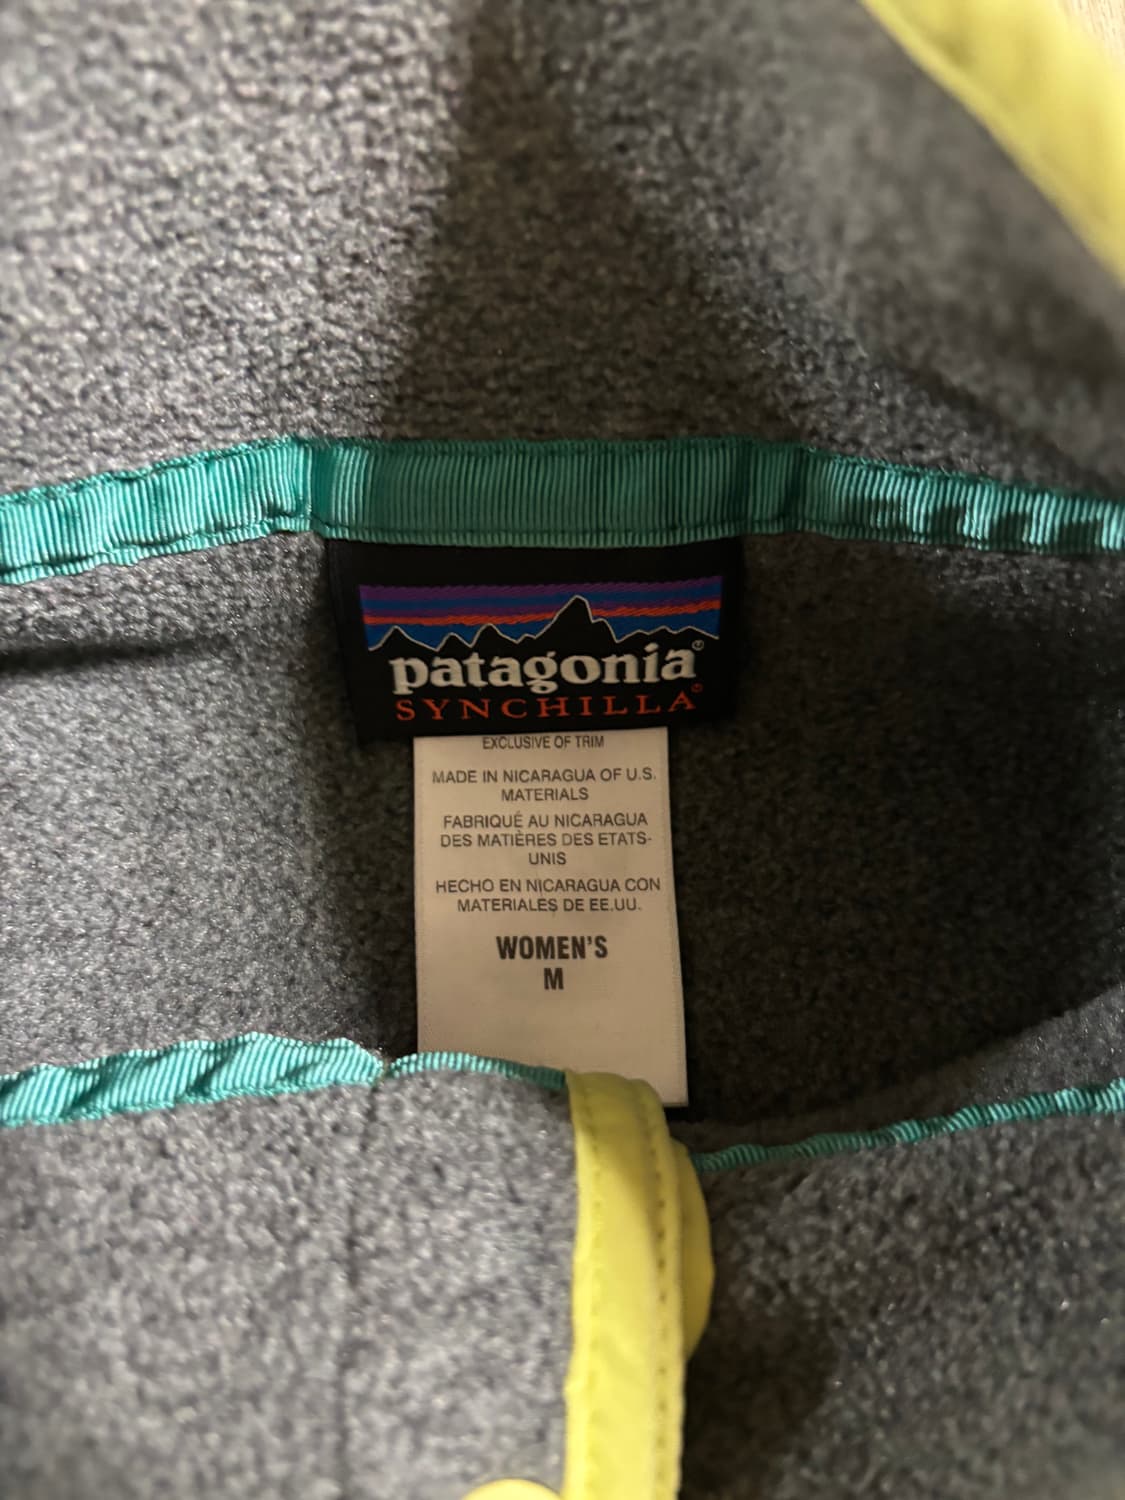 patagonia®
SYNCHILLA®
EXCLUSIVE OF TRIM
MADE IN NICARAGUA OF U.S.
MATERIALS
FABRIQUÉ AU NICARAGUA
DES MATIÈRES DES ETATS-
UNIS
HECHO EN NICARAGUA CON
MATERIALES DE EE.UU.
WOMEN'S
M